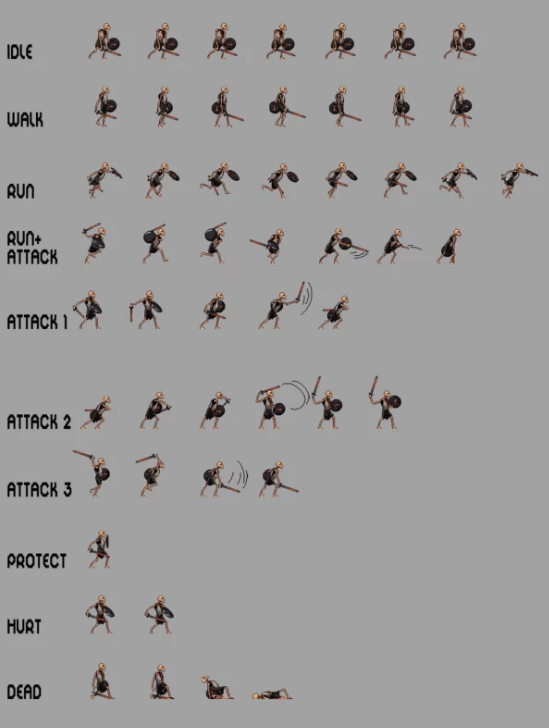 IDLE
WALK
RUN
RUN+
ATTACK
ATTACK 1
ATTACK 2
ATTACK 3
PROTECT
HURT
DEAD